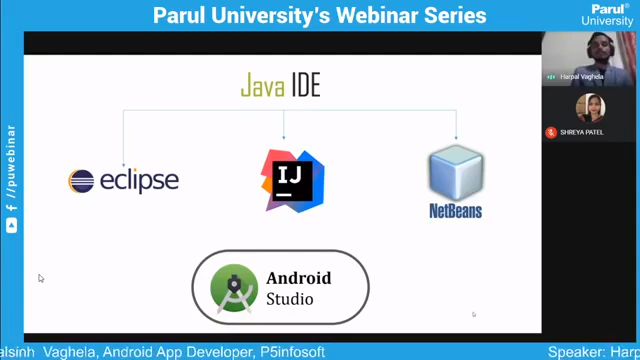 Parul University's Webinar Series
Parul®
University
/puwebinar
Java IDE
eclipse
IJ
NetBeans
Android
Studio
Harpal Vaghela
SHREYA PATEL
alsinh Vaghela, Android App Developer, P5infosoft
Speaker: Harp